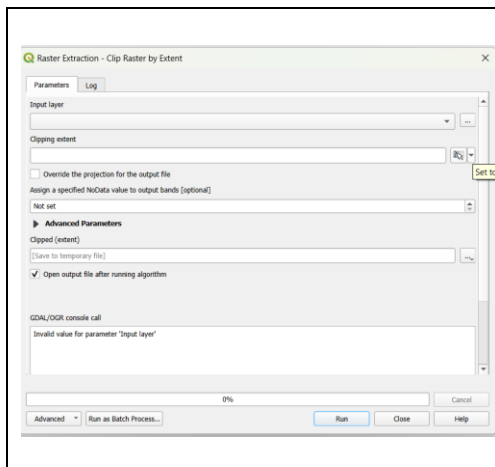 Raster Extraction - Clip Raster by Extent
Parameters Log
Input layer
...
Clipping extent
Set to
Override the projection for the output file
Assign a specified NoData value to output bands [optional]
Not set
Advanced Parameters
Clipped (extent)
[Save to temporary file]
...
Open output file after running algorithm
GDAL/OGR console call
Invalid value for parameter 'Input layer'
0% Cancel
Advanced Run as Batch Process... Run Close Help